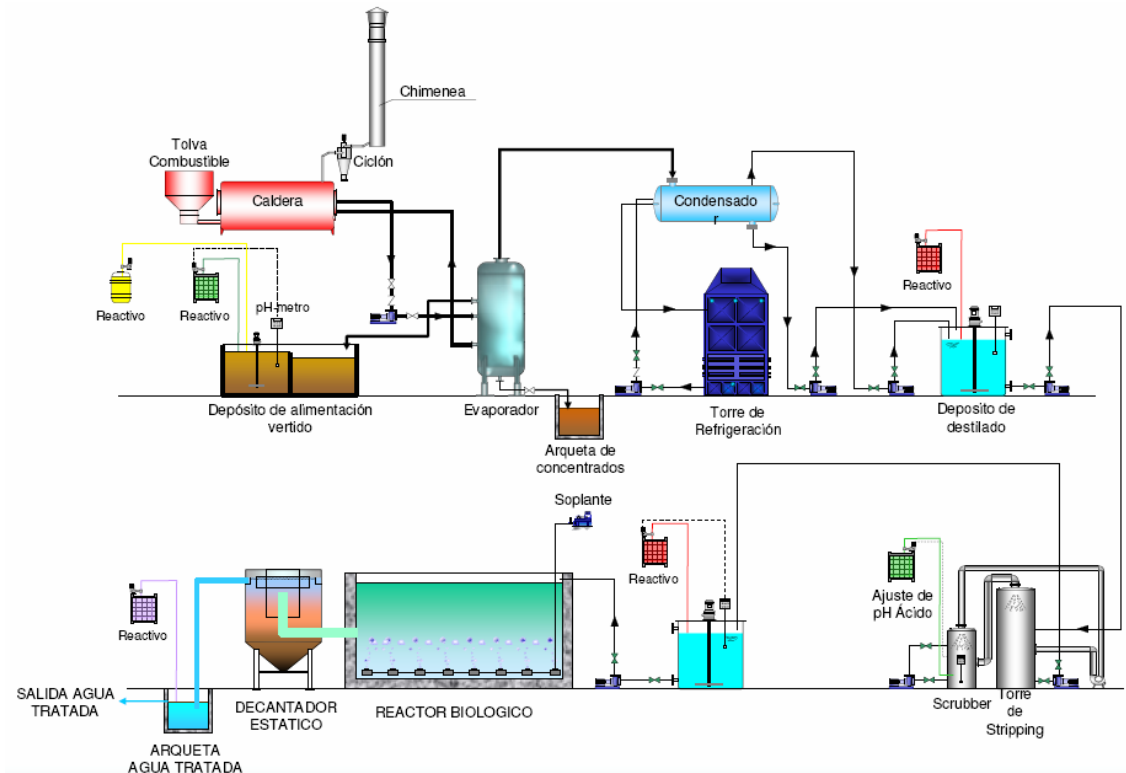 Chimenea
Tolva
Combustible
Ciclón
Caldera
Condensado
r
Reactivo
Reactivo
pH-metro
Reactivo
Depósito de alimentación
vertido
Evaporador
Arqueta de
concentrados
Torre de
Refrigeración
Deposito de
destilado
Soplante
Reactivo
Reactivo
Ajuste de
pH Ácido
SALIDA AGUA
TRATADA
DECANTADOR
ESTATICO
REACTOR BIOLOGICO
ARQUETA
AGUA TRATADA
Scrubber
Torre
de
Stripping